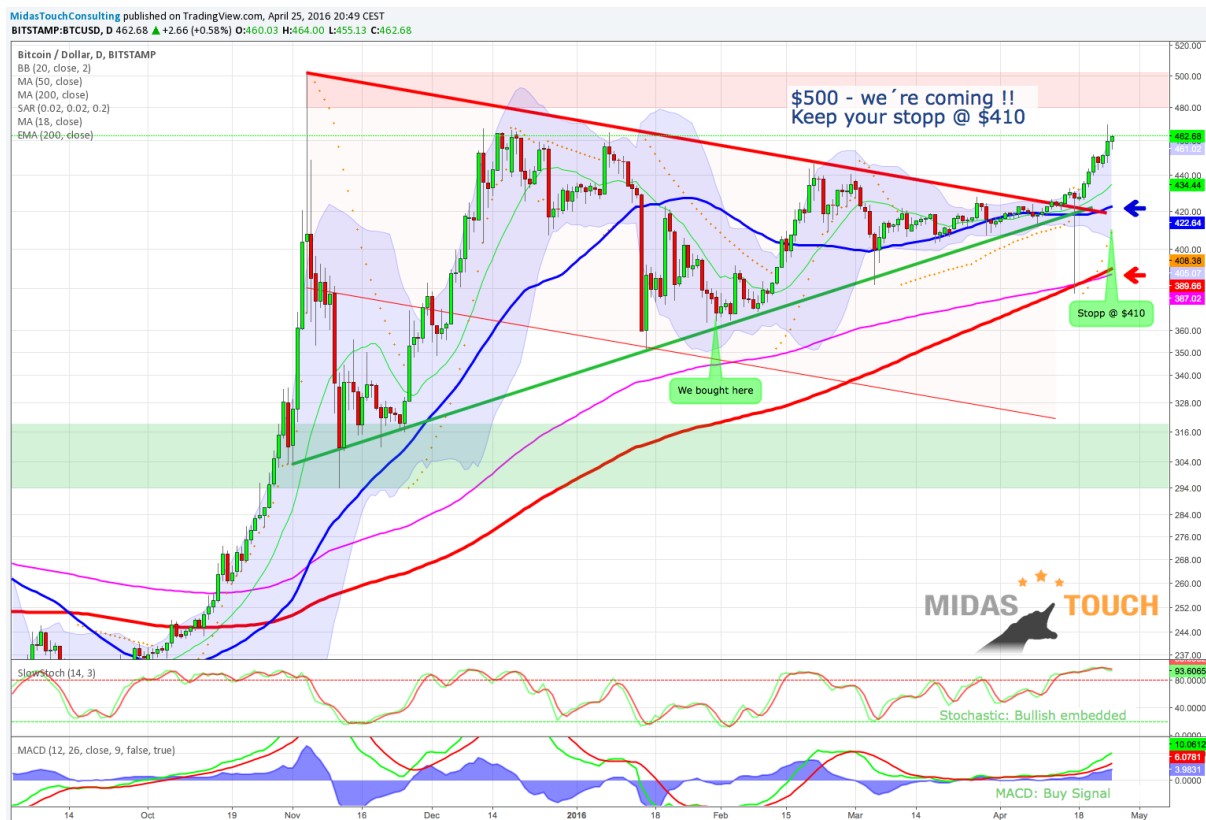 MidasTouchConsulting published on TradingView.com, April 25, 2016 20:49 CEST
BITSTAMP:BTCUSD, D 462.68 ▲ +2.66 (+0.58%) O:460.03 H:464.00 L:455.13 C:462.68
Bitcoin / Dollar, D, BITSTAMP
BB (20, close, 2)
MA (50, close)
MA (200, close)
SAR (0.02, 0.02, 0.2)
MA (18, close)
EMA (200, close)
$500 - we´re coming !!
Keep your stopp @ $410
520.00
500.00
480.00
462.68
461.02
440.00
434.44
420.00
422.64
400.00
408.38
405.07
389.66
387.02
360.00
350.00
340.00
328.00
316.00
304.00
294.00
284.00
276.00
268.00
260.00
252.00
244.00
237.00
Stopp @ $410
We bought here
MIDAS TOUCH
SlowStoch (14, 3)
93.6065
80.0000
40.0000
0.0000
Stochastic: Bullish embedded
MACD (12, 26, close, 9, false, true)
10.0612
6.0781
3.9831
0.0000
MACD: Buy Signal
14 Oct 19 Nov 16 Dec 14 2016 18 Feb 15 Mar 14 Apr 18 May